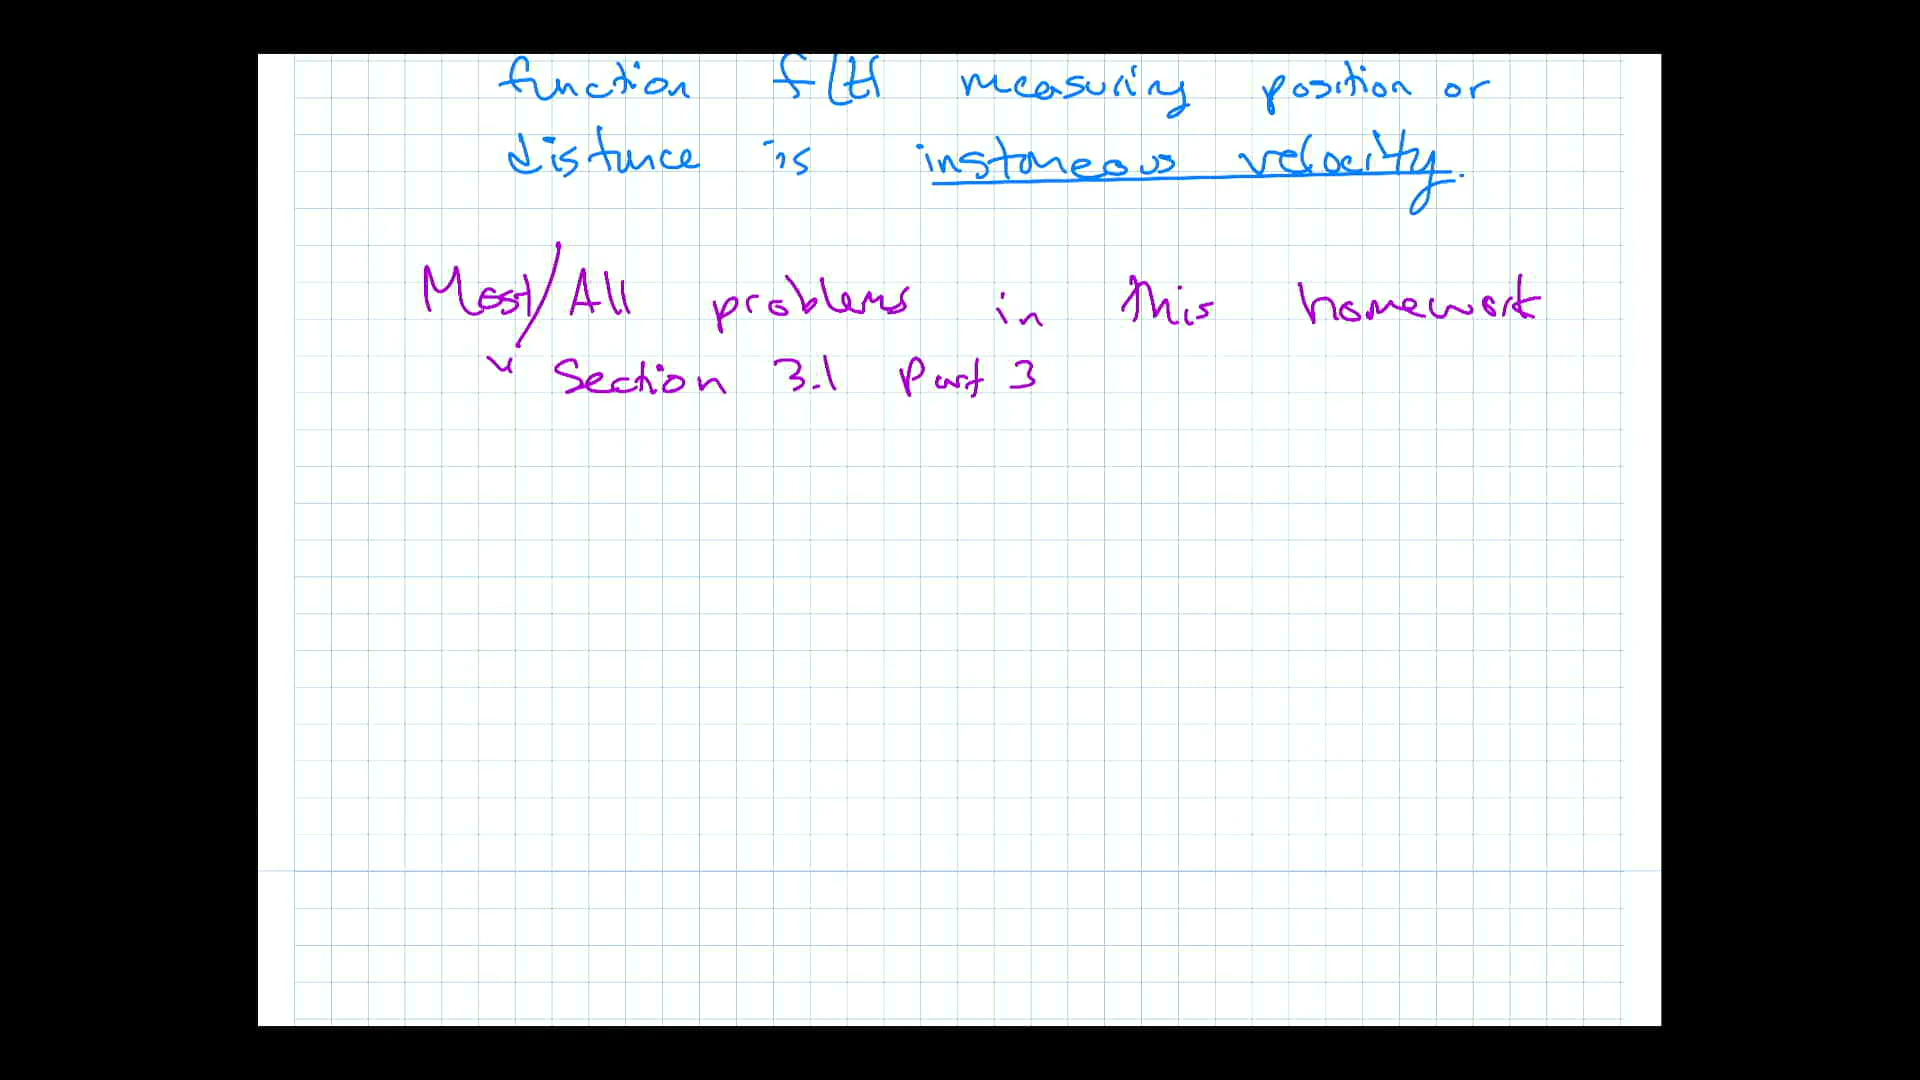 function f(t) measuring position or
distance is instaneous velocity.
Most/All problems in this homework
" Section 3.1 Part 3